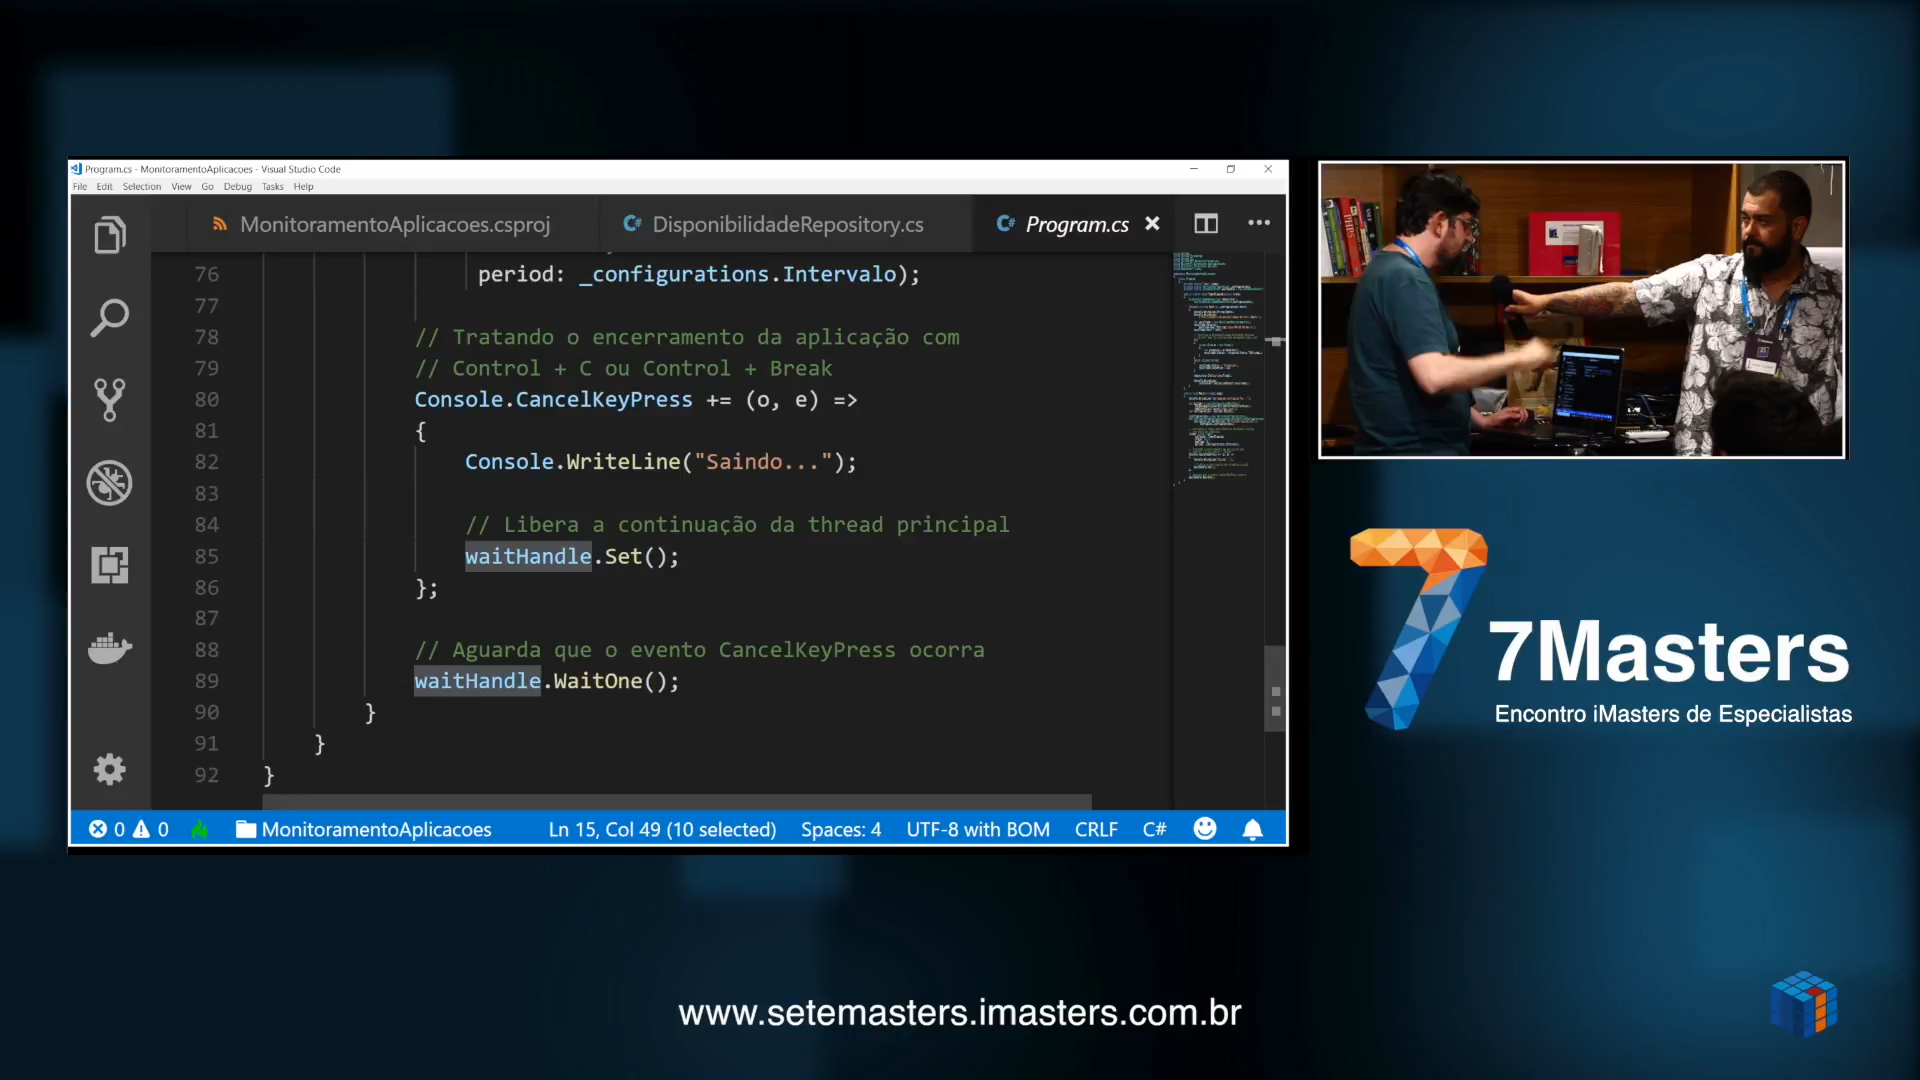 Program.cs - MonitoramentoAplicacoes - Visual Studio Code
File Edit Selection View Go Debug Tasks Help
MonitoramentoAplicacoes.csproj
DisponibilidadeRepository.cs
Program.cs
76 period: _configurations.Intervalo);
77
78 // Tratando o encerramento da aplicação com
79 // Control + C ou Control + Break
80 Console.CancelKeyPress += (o, e) =>
81 {
82 Console.WriteLine("Saindo...");
83
84 // Libera a continuação da thread principal
85 waitHandle.Set();
86 };
87
88 // Aguarda que o evento CancelKeyPress ocorra
89 waitHandle.WaitOne();
90 }
91 }
92 }
0 0 MonitoramentoAplicacoes Ln 15, Col 49 (10 selected) Spaces: 4 UTF-8 with BOM CRLF C#
7Masters
Encontro iMasters de Especialistas
www.setemasters.imasters.com.br